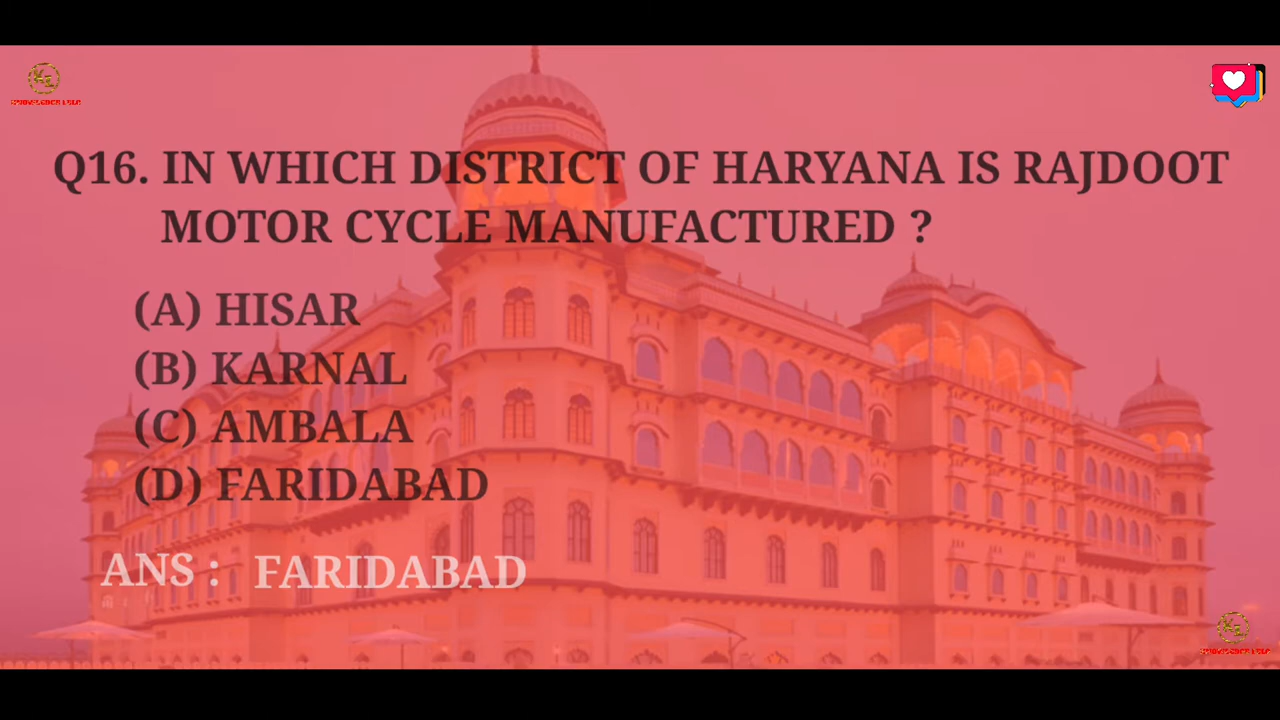 Q16. IN WHICH DISTRICT OF HARYANA IS RAJDOOT
MOTOR CYCLE MANUFACTURED ?
(A) HISAR
(B) KARNAL
(C) AMBALA
(D) FARIDABAD
ANS : FARIDABAD